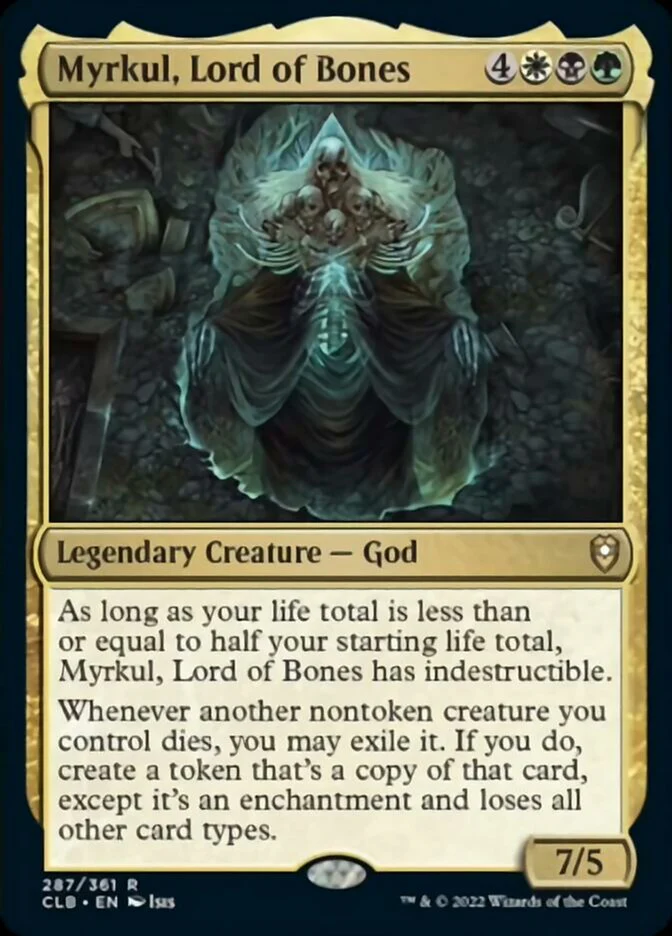 Myrkul, Lord of Bones 4
Legendary Creature — God
As long as your life total is less than
or equal to half your starting life total,
Myrkul, Lord of Bones has indestructible.
Whenever another nontoken creature you
control dies, you may exile it. If you do,
create a token that's a copy of that card,
except it's an enchantment and loses all
other card types.
7/5
287/361 R
CLB • EN Isis
™ & © 2022 Wizards of the Coast